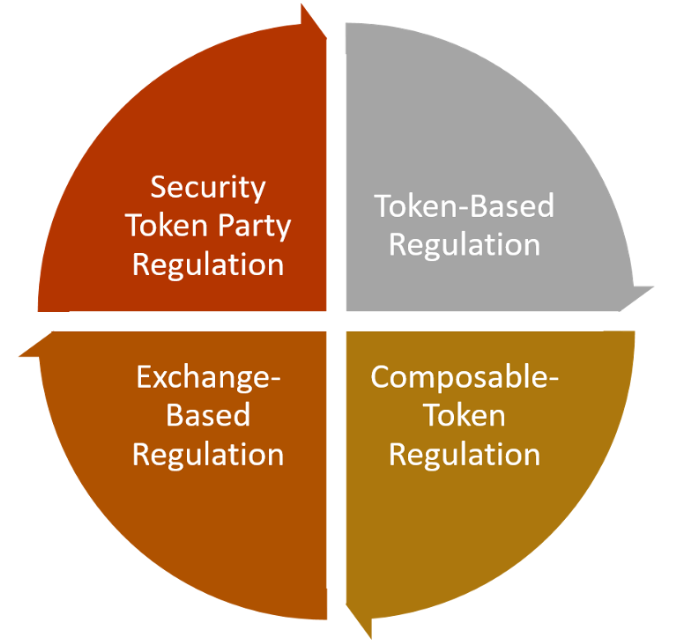 Security
Token Party
Regulation
Token-Based
Regulation
Exchange-
Based
Regulation
Composable-
Token
Regulation